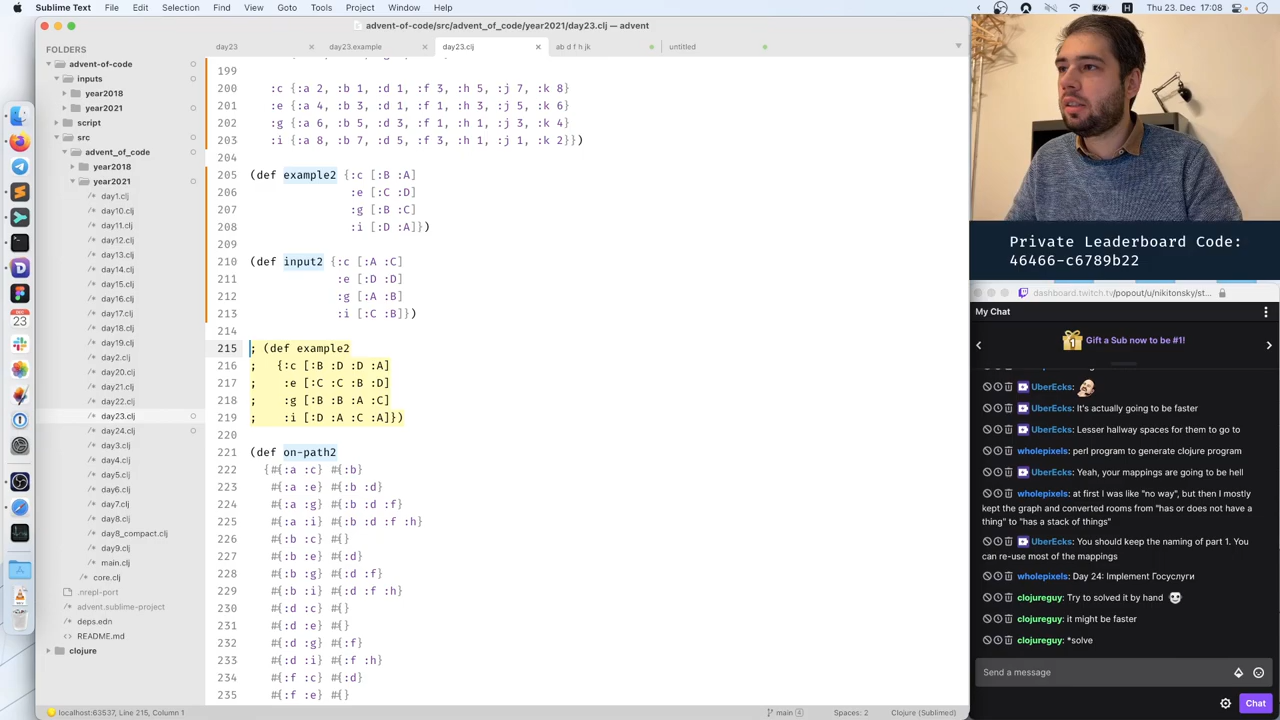 Sublime Text File Edit Selection Find View Goto Tools Project Window Help
Thu 23. Dec 17:08
advent-of-code/src/advent_of_code/year2021/day23.clj — advent
FOLDERS
advent-of-code
inputs
year2018
year2021
script
src
advent_of_code
year2018
year2021
day1.clj
day10.clj
day11.clj
day12.clj
day13.clj
day14.clj
day15.clj
day16.clj
day17.clj
day18.clj
day19.clj
day2.clj
day20.clj
day21.clj
day22.clj
day23.clj
day24.clj
day3.clj
day4.clj
day5.clj
day6.clj
day7.clj
day8.clj
day8_compact.clj
day9.clj
main.clj
core.clj
.nrepl-port
advent.sublime-project
deps.edn
README.md
clojure
day23
day23.example
day23.clj
ab d f h jk
untitled
199
200 :c {:a 2, :b 1, :d 1, :f 3, :h 5, :j 7, :k 8}
201 :e {:a 4, :b 3, :d 1, :f 1, :h 3, :j 5, :k 6}
202 :g {:a 6, :b 5, :d 3, :f 1, :h 1, :j 3, :k 4}
203 :i {:a 8, :b 7, :d 5, :f 3, :h 1, :j 1, :k 2}})
204
205 (def example2 {:c [:B :A]
206 :e [:C :D]
207 :g [:B :C]
208 :i [:D :A]})
209
210 (def input2 {:c [:A :C]
211 :e [:D :D]
212 :g [:A :B]
213 :i [:C :B]})
214
215 ; (def example2
216 ; {:c [:B :D :D :A]
217 ; :e [:C :C :B :D]
218 ; :g [:B :B :A :C]
219 ; :i [:D :A :C :A]})
220
221 (def on-path2
222 {#{:a :c} #{:b}
223 #{:a :e} #{:b :d}
224 #{:a :g} #{:b :d :f}
225 #{:a :i} #{:b :d :f :h}
226 #{:b :c} #{}
227 #{:b :e} #{:d}
228 #{:b :g} #{:d :f}
229 #{:b :i} #{:d :f :h}
230 #{:d :c} #{}
231 #{:d :e} #{}
232 #{:d :g} #{:f}
233 #{:d :i} #{:f :h}
234 #{:f :c} #{:d}
235 #{:f :e} #{}
localhost:63537, Line 215, Column 1
main 4
Spaces: 2
Clojure (Sublimed)
DEC
23
Private Leaderboard Code:
46466-c6789b22
dashboard.twitch.tv/popout/u/nikitonsky/st...
My Chat
Gift a Sub now to be #1!
UberEcks:
UberEcks: It's actually going to be faster
UberEcks: Lesser hallway spaces for them to go to
wholepixels: perl program to generate clojure program
UberEcks: Yeah, your mappings are going to be hell
wholepixels: at first I was like "no way", but then I mostly
kept the graph and converted rooms from "has or does not have a
thing" to "has a stack of things"
UberEcks: You should keep the naming of part 1. You
can re-use most of the mappings
wholepixels: Day 24: Implement Госуслуги
clojureguy: Try to solved it by hand
clojureguy: it might be faster
clojureguy: *solve
Send a message
Chat